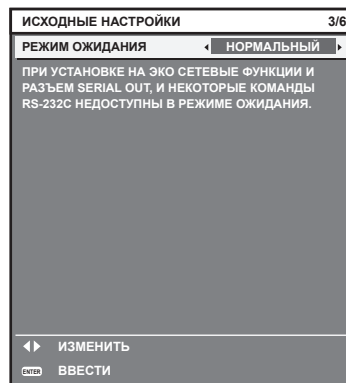 ИСХОДНЫЕ НАСТРОЙКИ 3/6
РЕЖИМ ОЖИДАНИЯ НОРМАЛЬНЫЙ
ПРИ УСТАНОВКЕ НА ЭКО СЕТЕВЫЕ ФУНКЦИИ И
РАЗЪЕМ SERIAL OUT, И НЕКОТОРЫЕ КОМАНДЫ
RS-232C НЕДОСТУПНЫ В РЕЖИМЕ ОЖИДАНИЯ.
ИЗМЕНИТЬ
ENTER ВВЕСТИ